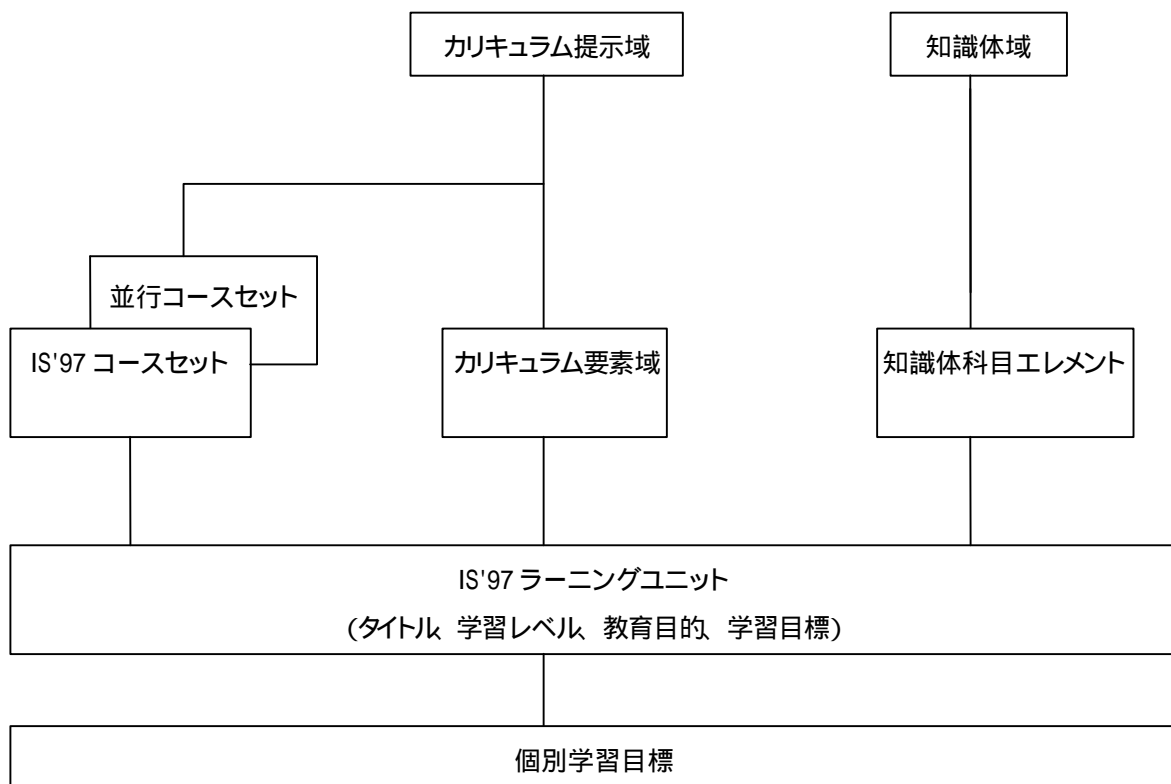 カリキュラム提示域
知識体域
並行コースセット
IS'97 コースセット
カリキュラム要素域
知識体科目エレメント
IS'97 ラーニングユニット
(タイトル、学習レベル、教育目的、学習目標)
個別学習目標